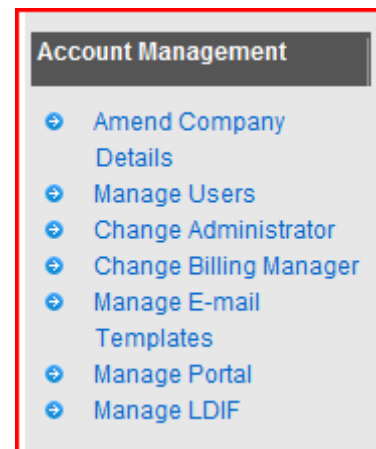 Account Management
Amend Company
Details
Manage Users
Change Administrator
Change Billing Manager
Manage E-mail
Templates
Manage Portal
Manage LDIF